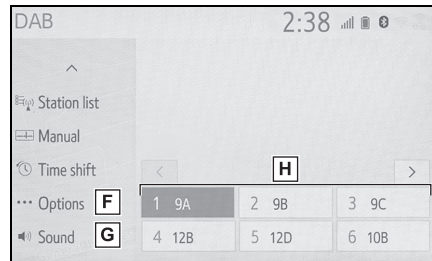 DAB 2:38
Station list
Manual
Time shift
H
Options F
1 9A 2 9B 3 9C
Sound G
4 12B 5 12D 6 10B